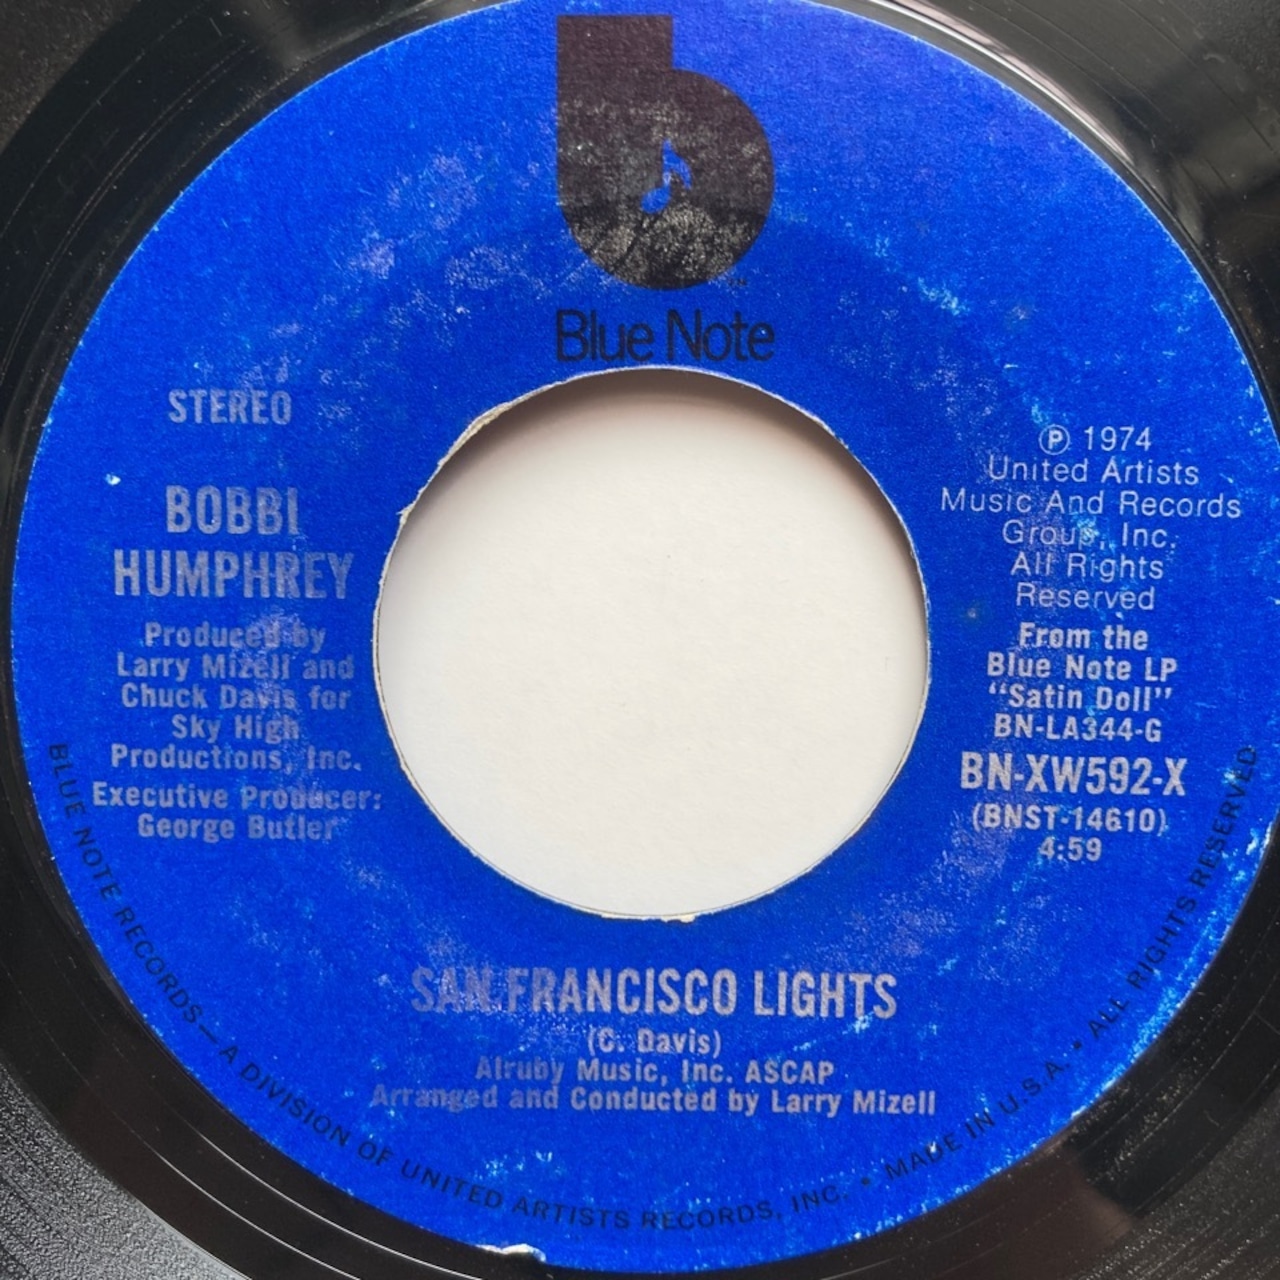 b
TM
Blue Note
STEREO
BOBBI
HUMPHREY
Produced by
Larry Mizell and
Chuck Davis for
Sky High
Productions, Inc.
Executive Producer:
George Butler
Ⓟ 1974
United Artists
Music And Records
Group, Inc.
All Rights
Reserved
From the
Blue Note LP
“Satin Doll”
BN-LA344-G
BN-XW592-X
(BNST-14610)
4:59
SAN FRANCISCO LIGHTS
(C. Davis)
Alruby Music, Inc. ASCAP
Arranged and Conducted by Larry Mizell
BLUE NOTE RECORDS—A DIVISION OF UNITED ARTISTS RECORDS, INC. • MADE IN U.S.A. • ALL RIGHTS RESERVED